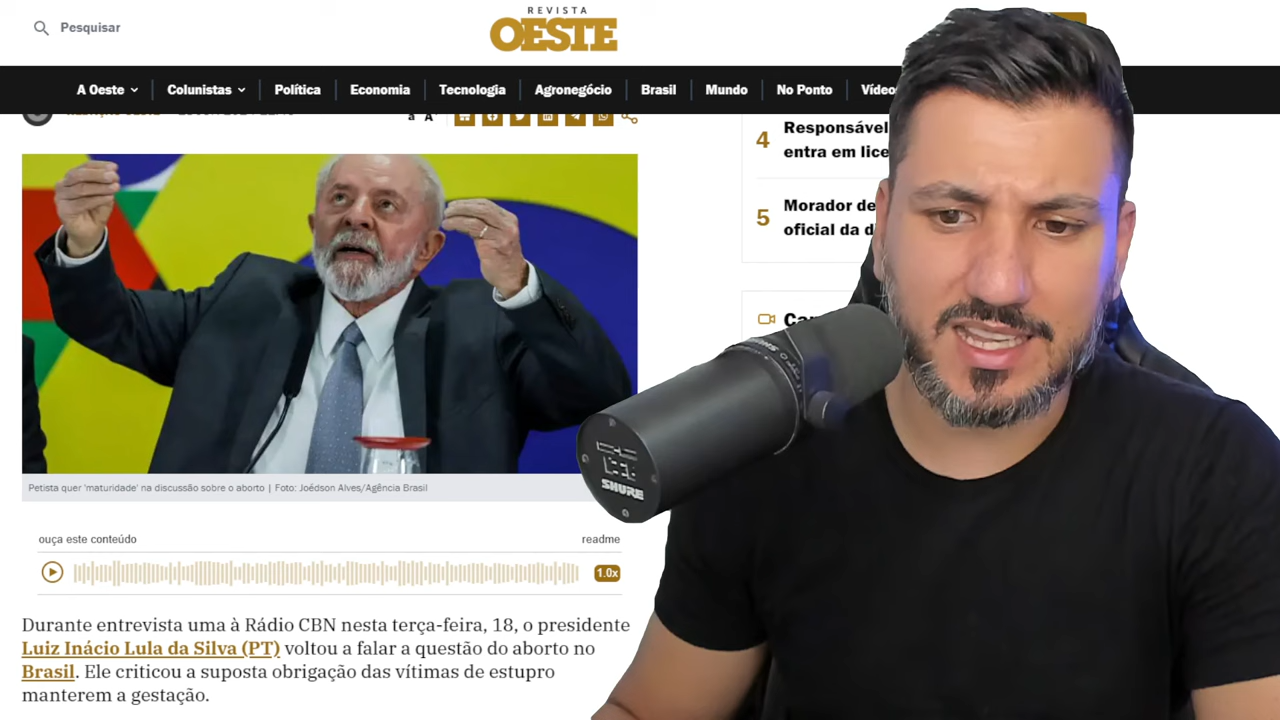 REVISTA
OESTE
Pesquisar
A Oeste
Colunistas
Política
Economia
Tecnologia
Agronegócio
Brasil
Mundo
No Ponto
Vídeo
4
Responsável
entra em lice
5
Morador de
oficial da d
Petista quer 'maturidade' na discussão sobre o aborto | Foto: Joédson Alves/Agência Brasil
ouça este conteúdo
readme
1.0x
SHURE
Durante entrevista uma à Rádio CBN nesta terça-feira, 18, o presidente
Luiz Inácio Lula da Silva (PT) voltou a falar a questão do aborto no
Brasil. Ele criticou a suposta obrigação das vítimas de estupro
manterem a gestação.